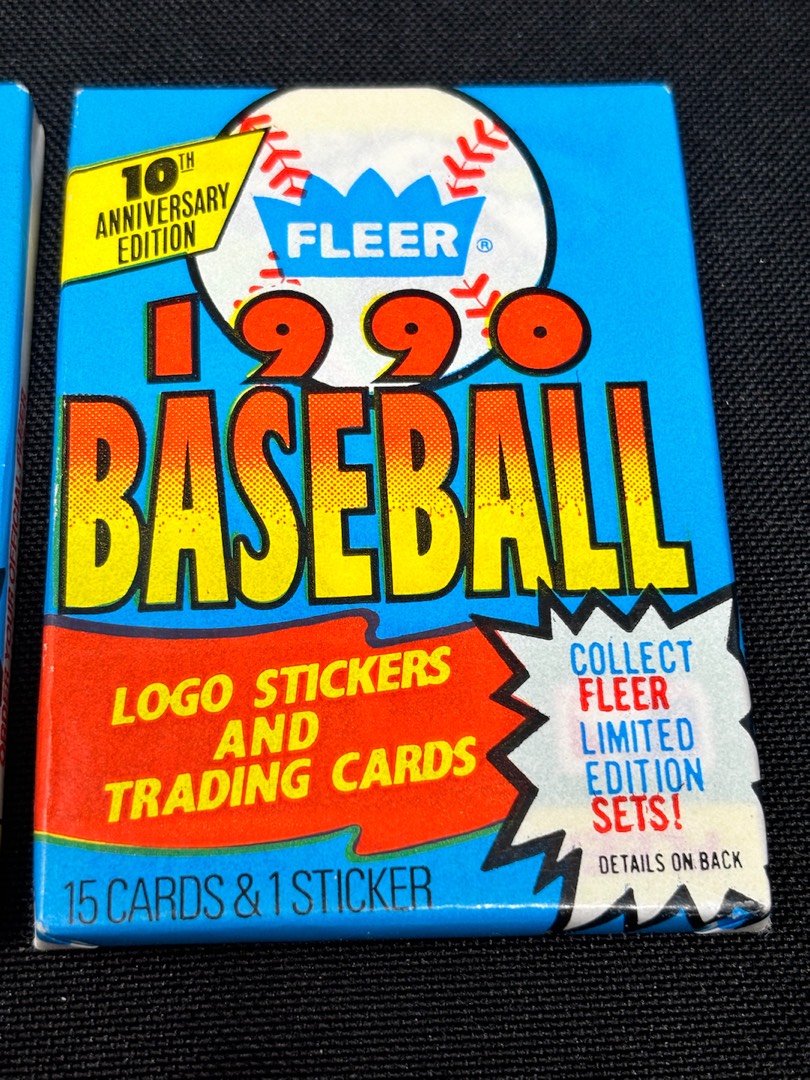 10TH
ANNIVERSARY
EDITION
FLEER®
1990
BASEBALL
LOGO STICKERS
AND
TRADING CARDS
COLLECT
FLEER
LIMITED
EDITION
SETS!
DETAILS ON BACK
15 CARDS & 1 STICKER